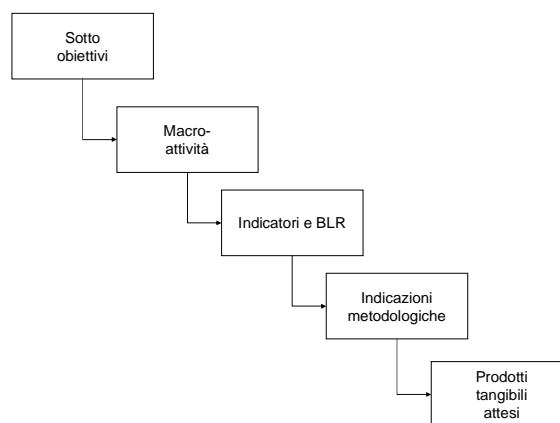 Sotto
obiettivi
Macro-
attività
Indicatori e BLR
Indicazioni
metodologiche
Prodotti
tangibili
attesi